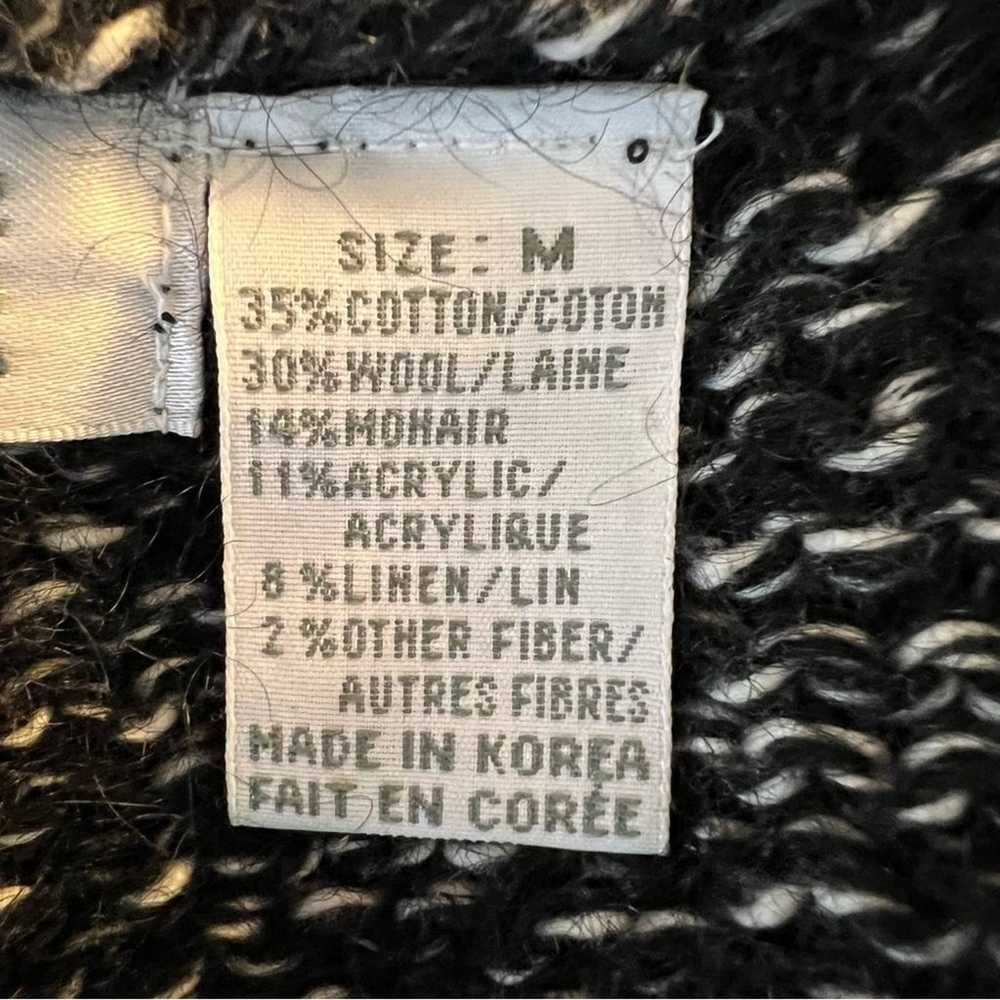 SIZE: M
35%COTTON/COTON
30%WOOL/LAINE
14%MOHAIR
11%ACRYLIC/
ACRYLIQUE
8 %LINEN/LIN
2 %OTHER FIBER/
AUTRES FIBRES
MADE IN KOREA
FAIT EN CORÉE